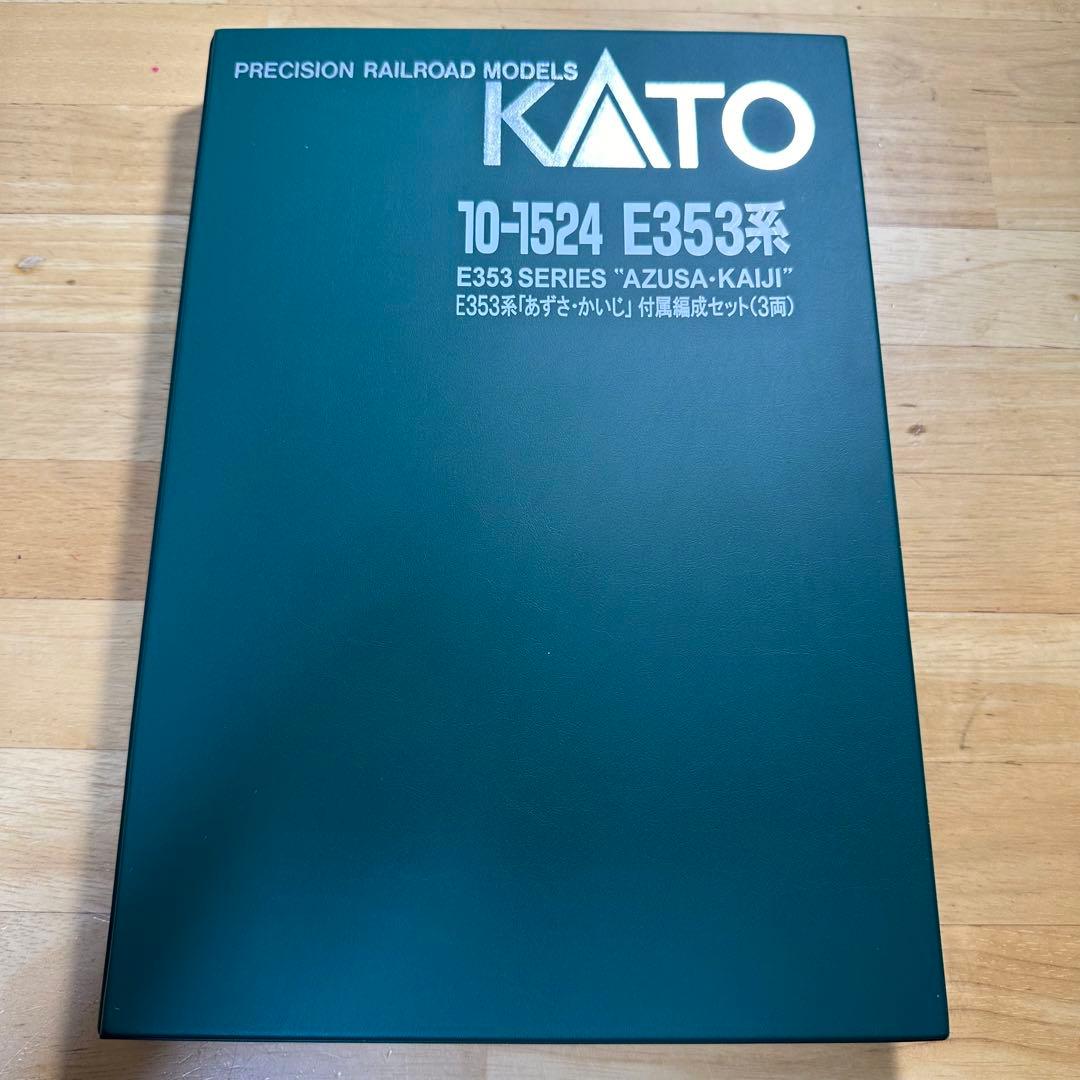 PRECISION RAILROAD MODELS
KATO
10-1524 E353系
E353 SERIES “AZUSA・KAIJI”
E353系「あずさ・かいじ」 付属編成セット(3両)